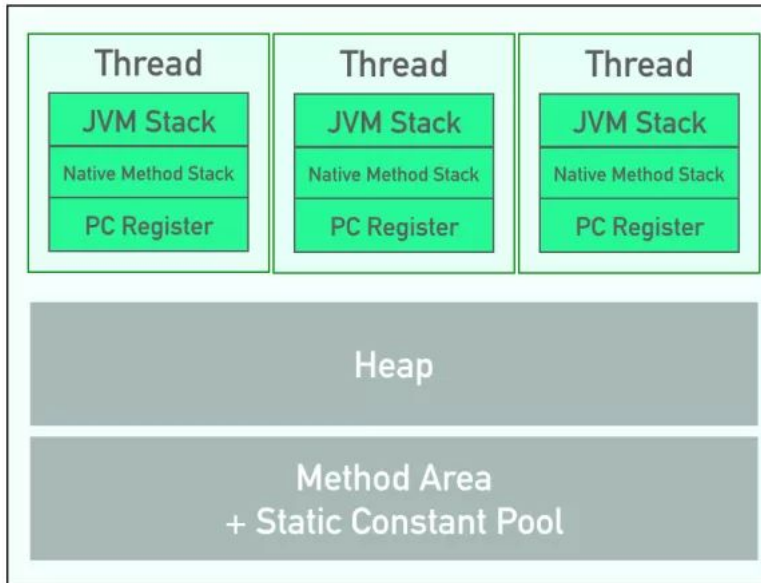 Thread
JVM Stack
Native Method Stack
PC Register
Thread
JVM Stack
Native Method Stack
PC Register
Thread
JVM Stack
Native Method Stack
PC Register
Heap
Method Area
+ Static Constant Pool